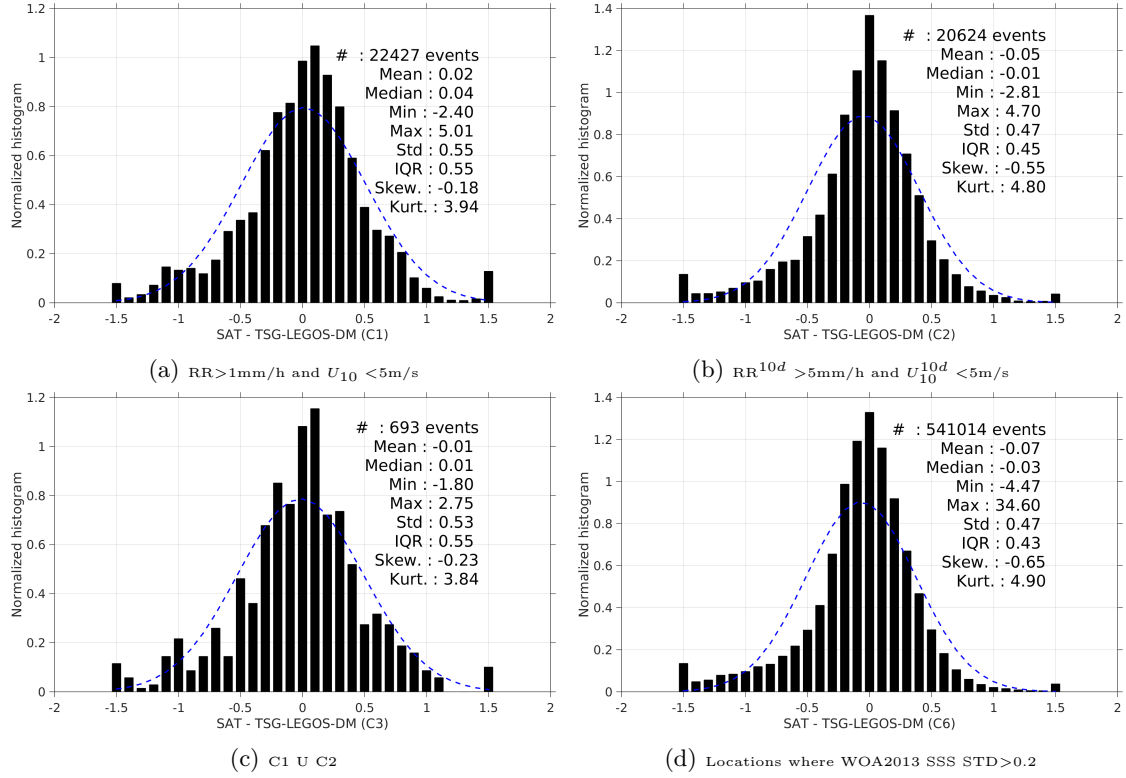 1.2
1
0.8
0.6
0.4
0.2
0
Normalized histogram
# : 22427 events
Mean : 0.02
Median : 0.04
Min : -2.40
Max : 5.01
Std : 0.55
IQR : 0.55
Skew. : -0.18
Kurt. : 3.94
-2 -1.5 -1 -0.5 0 0.5 1 1.5 2
SAT - TSG-LEGOS-DM (C1)
(a) RR>1mm/h and U10 <5m/s
1.4
1.2
1
0.8
0.6
0.4
0.2
0
Normalized histogram
# : 20624 events
Mean : -0.05
Median : -0.01
Min : -2.81
Max : 4.70
Std : 0.47
IQR : 0.45
Skew. : -0.55
Kurt. : 4.80
-2 -1.5 -1 -0.5 0 0.5 1 1.5 2
SAT - TSG-LEGOS-DM (C2)
(b) RR^10d >5mm/h and U_10^10d <5m/s
1.2
1
0.8
0.6
0.4
0.2
0
Normalized histogram
# : 693 events
Mean : -0.01
Median : 0.01
Min : -1.80
Max : 2.75
Std : 0.53
IQR : 0.55
Skew. : -0.23
Kurt. : 3.84
-2 -1.5 -1 -0.5 0 0.5 1 1.5 2
SAT - TSG-LEGOS-DM (C3)
(c) C1 U C2
1.4
1.2
1
0.8
0.6
0.4
0.2
0
Normalized histogram
# : 541014 events
Mean : -0.07
Median : -0.03
Min : -4.47
Max : 34.60
Std : 0.47
IQR : 0.43
Skew. : -0.65
Kurt. : 4.90
-2 -1.5 -1 -0.5 0 0.5 1 1.5 2
SAT - TSG-LEGOS-DM (C6)
(d) Locations where WOA2013 SSS STD>0.2